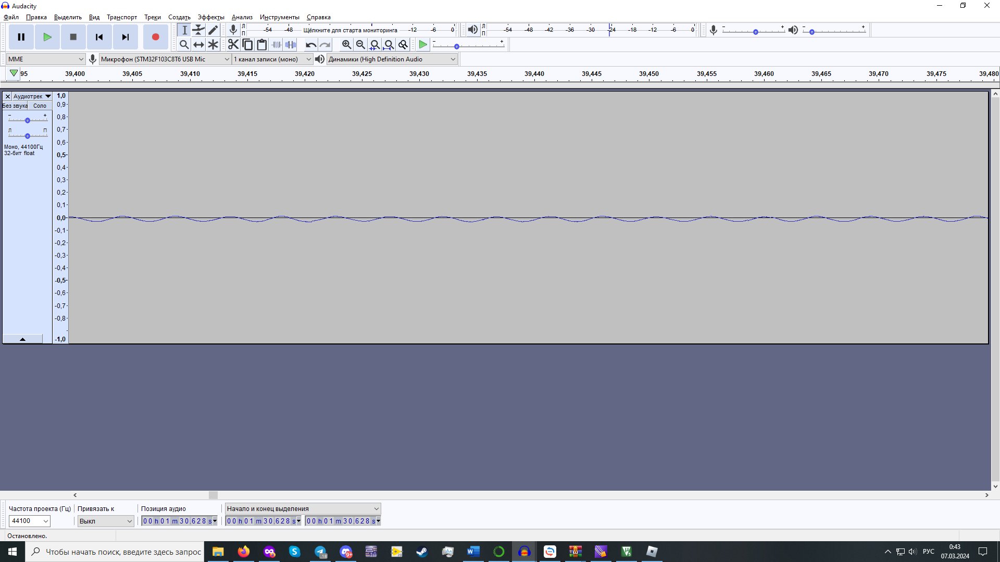 Audacity
Файл Правка Выделить Вид Транспорт Треки Создать Эффекты Анализ Инструменты Справка
Л П -54 -48 Щёлкните для старта мониторинга -12 -6 0 Л П -54 -48 -42 -36 -30 -24 -18 -12 -6 0 - + - +
- +
MME Микрофон (STM32F103C8T6 USB Mic 1 канал записи (моно) Динамики (High Definition Audio
95 39,400 39,405 39,410 39,415 39,420 39,425 39,430 39,435 39,440 39,445 39,450 39,455 39,460 39,465 39,470 39,475 39,480
Аудиотрек
Без звука Соло
- +
Л П
Моно, 44100Гц
32-бит float
1,0
0,9
0,8
0,7
0,6
0,5
0,4
0,3
0,2
0,1
0,0
-0,1
-0,2
-0,3
-0,4
-0,5
-0,6
-0,7
-0,8
-1,0
Частота проекта (Гц) Привязать к Позиция аудио Начало и конец выделения
44100 Выкл 00 h 01 m 30.628 s 00 h 01 m 30.628 s 00 h 01 m 30.628 s
Остановлено.
Чтобы начать поиск, введите здесь запрос
РУС
0:43
07.03.2024